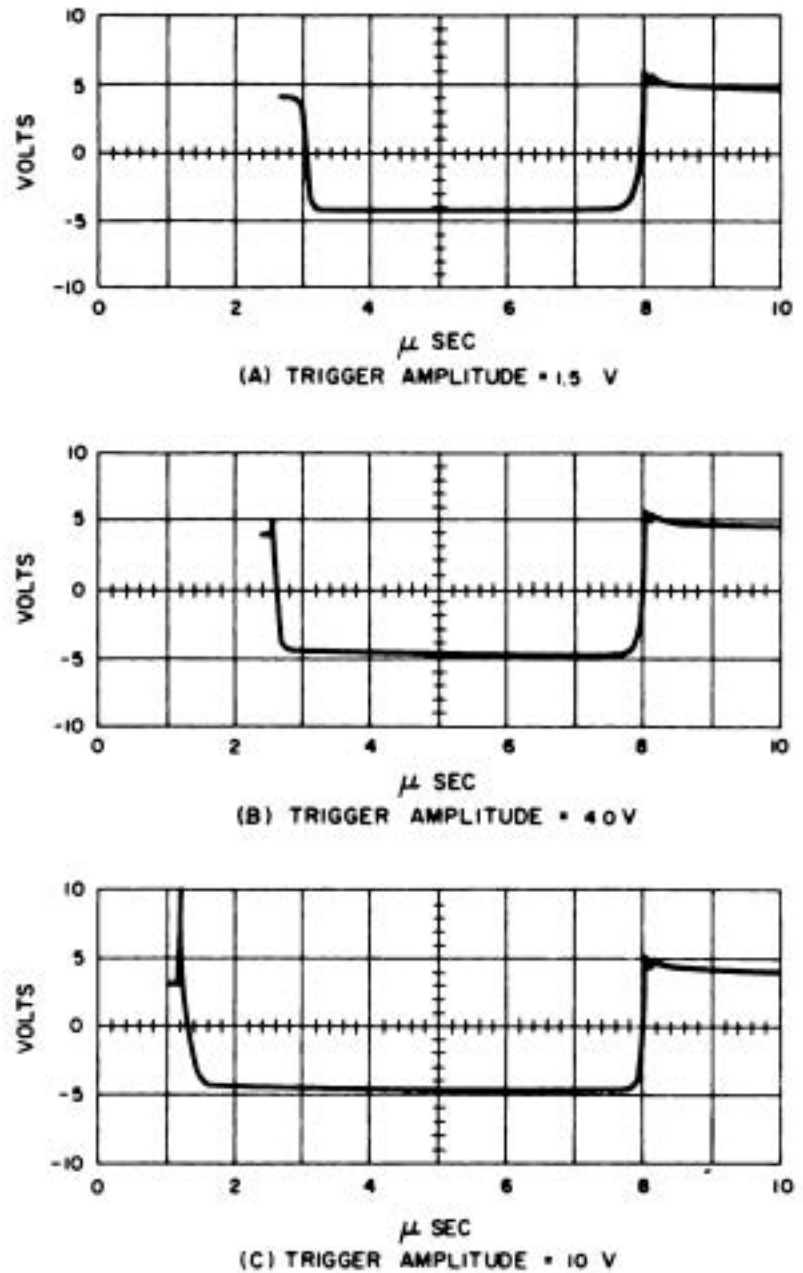 10
5
VOLTS
0
-5
-10
0 2 4 6 8 10
μ SEC
(A) TRIGGER AMPLITUDE = 1.5 V
10
5
VOLTS
0
-5
-10
0 2 4 6 8 10
μ SEC
(B) TRIGGER AMPLITUDE = 4.0 V
10
5
VOLTS
0
-5
-10
0 2 4 6 8 10
μ SEC
(C) TRIGGER AMPLITUDE = 10 V